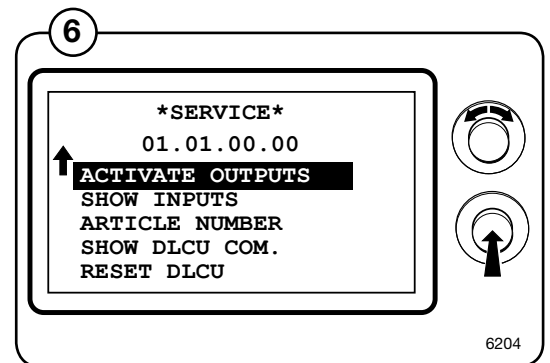 6
*SERVICE*
01.01.00.00
ACTIVATE OUTPUTS
SHOW INPUTS
ARTICLE NUMBER
SHOW DLCU COM.
RESET DLCU
6204